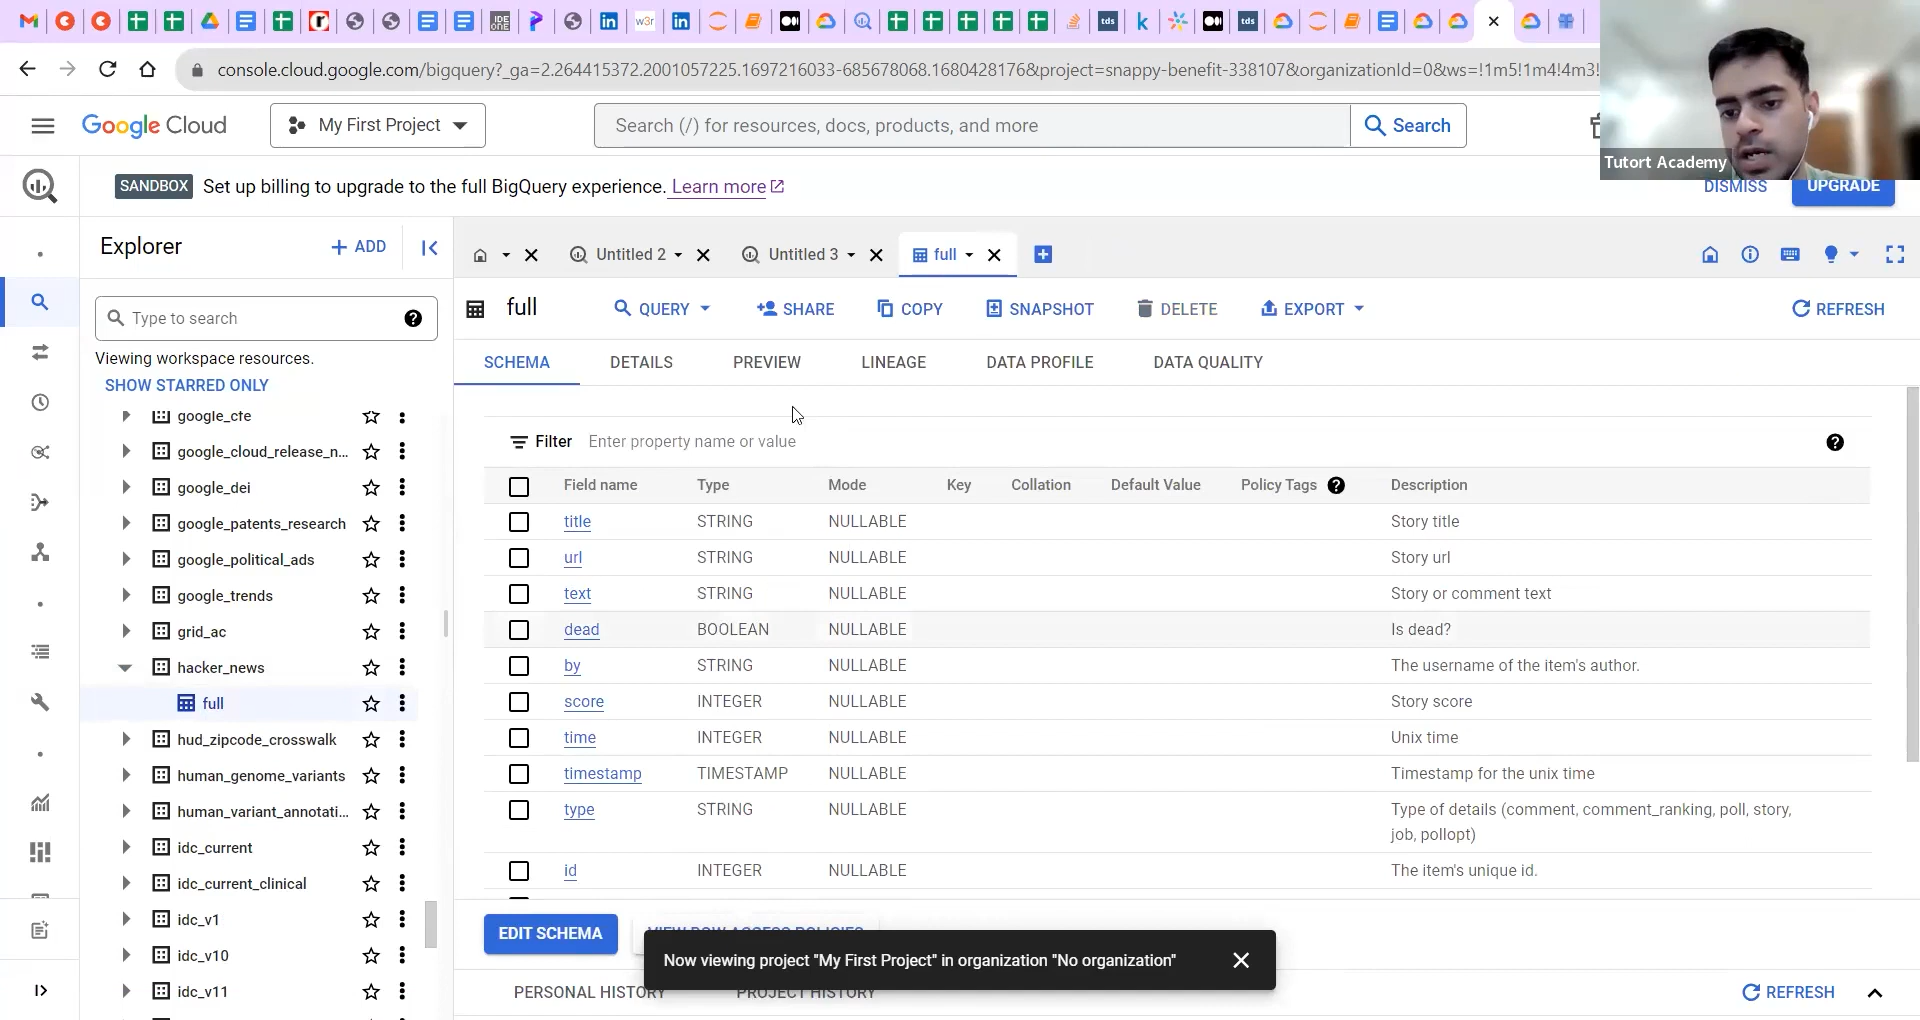 w3r
tds
k
tds
console.cloud.google.com/bigquery?_ga=2.264415372.2001057225.1697216033-685678068.1680428176&project=snappy-benefit-338107&organizationId=0&ws=!1m5!1m4!4m3!
Google Cloud
My First Project
Search (/) for resources, docs, products, and more
Search
Tutort Academy
SANDBOX Set up billing to upgrade to the full BigQuery experience. Learn more
DISMISS
UPGRADE
Explorer
+ ADD
Untitled 2
Untitled 3
full
full
QUERY
SHARE
COPY
SNAPSHOT
DELETE
EXPORT
REFRESH
Type to search
Viewing workspace resources.
SHOW STARRED ONLY
google_cfe
google_cloud_release_n...
google_dei
google_patents_research
google_political_ads
google_trends
grid_ac
hacker_news
full
hud_zipcode_crosswalk
human_genome_variants
human_variant_annotati...
idc_current
idc_current_clinical
idc_v1
idc_v10
idc_v11
SCHEMA
DETAILS
PREVIEW
LINEAGE
DATA PROFILE
DATA QUALITY
Filter Enter property name or value
Field name Type Mode Key Collation Default Value Policy Tags Description
title STRING NULLABLE Story title
url STRING NULLABLE Story url
text STRING NULLABLE Story or comment text
dead BOOLEAN NULLABLE Is dead?
by STRING NULLABLE The username of the item's author.
score INTEGER NULLABLE Story score
time INTEGER NULLABLE Unix time
timestamp TIMESTAMP NULLABLE Timestamp for the unix time
type STRING NULLABLE Type of details (comment, comment_ranking, poll, story,
job, pollopt)
id INTEGER NULLABLE The item's unique id.
EDIT SCHEMA
VIEW ROW ACCESS POLICIES
Now viewing project "My First Project" in organization "No organization"
PERSONAL HISTORY
PROJECT HISTORY
REFRESH